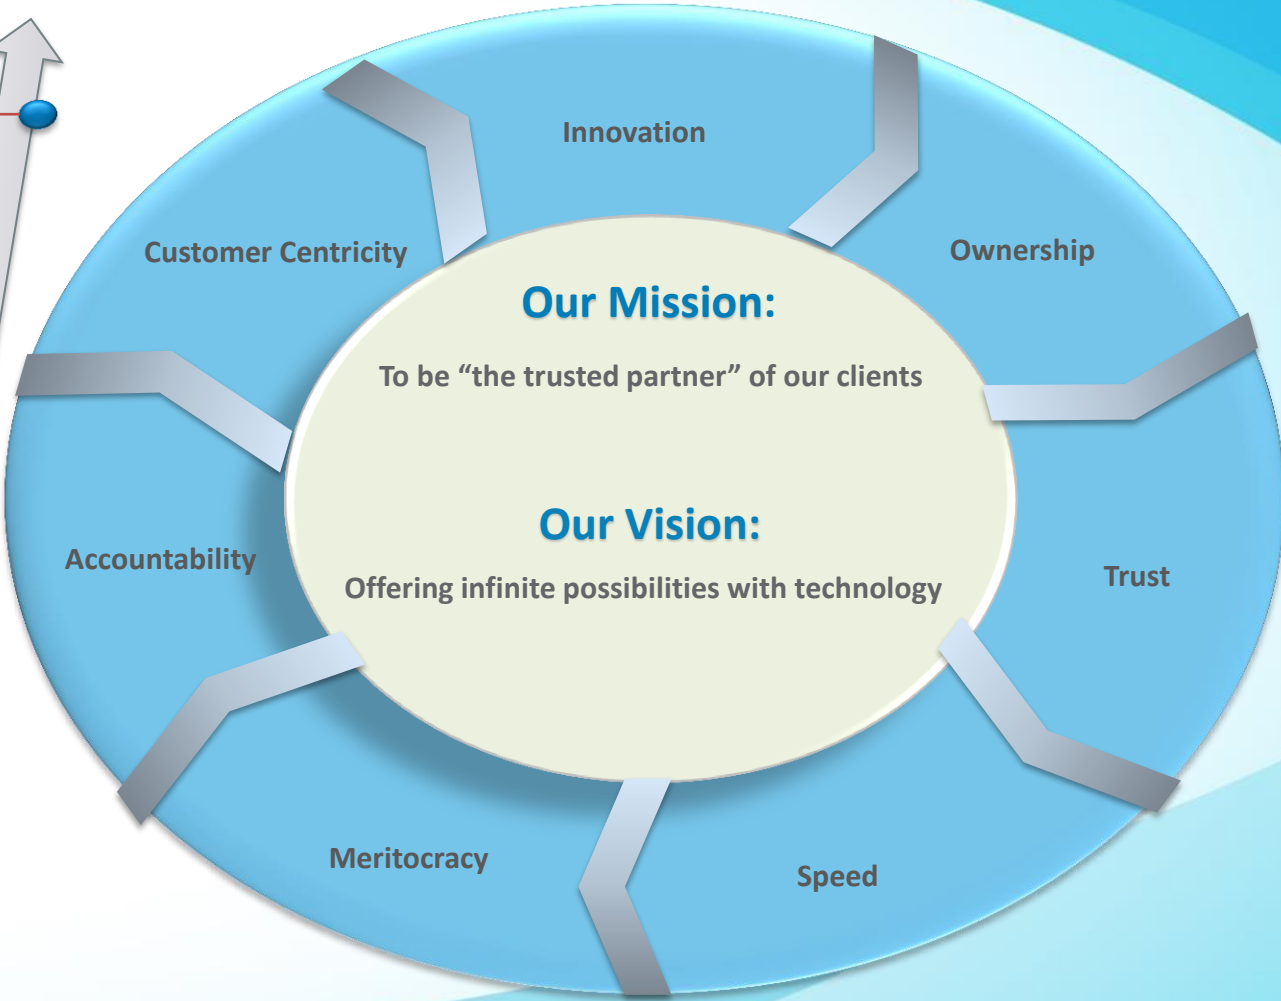 Innovation
Customer Centricity
Ownership
Our Mission:
To be “the trusted partner” of our clients
Our Vision:
Offering infinite possibilities with technology
Accountability
Trust
Meritocracy
Speed